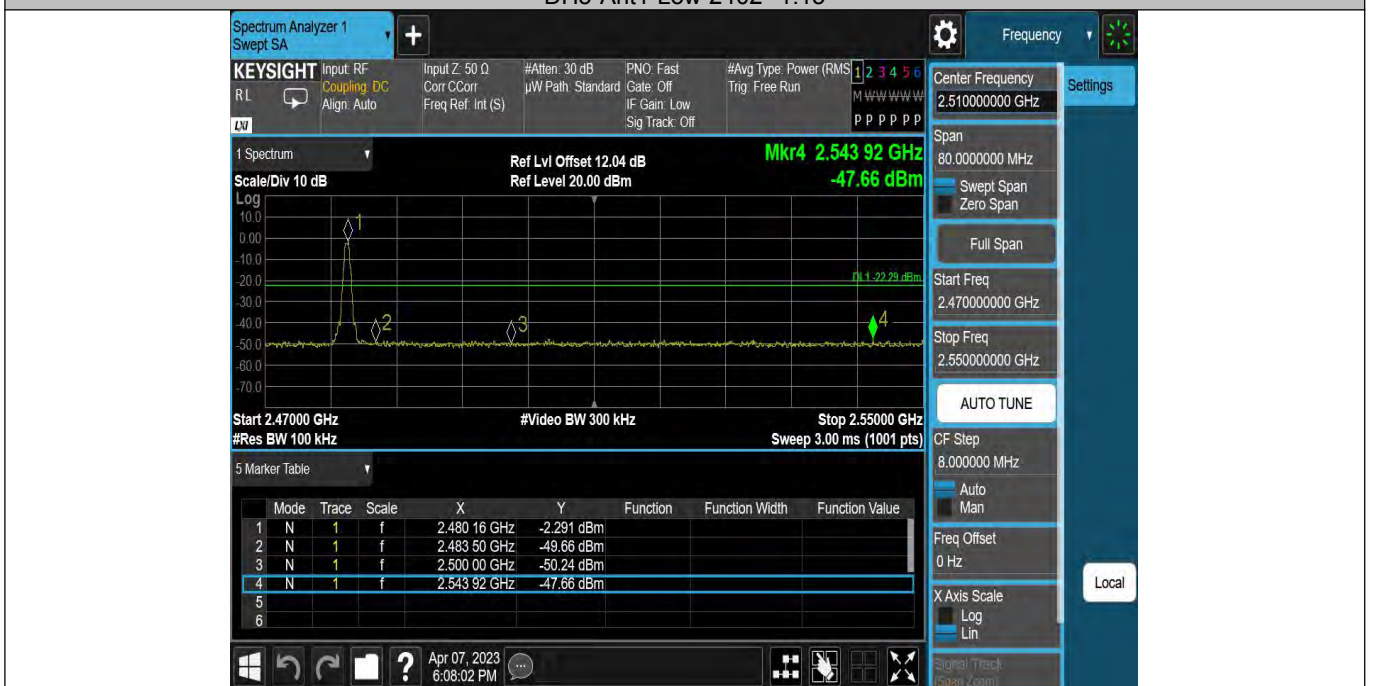 Spectrum Analyzer 1
Swept SA
Frequency
KEYSIGHT
RL
LXI
Input: RF
Coupling: DC
Align: Auto
Input Z: 50 Ω
Corr CCorr
Freq Ref: Int (S)
#Atten: 30 dB
µW Path: Standard
PNO: Fast
Gate: Off
IF Gain: Low
Sig Track: Off
#Avg Type: Power (RMS
Trig: Free Run
1 2 3 4 5 6
M W W W W W
P P P P P P
Center Frequency
2.510000000 GHz
Settings
1 Spectrum
Ref Lvl Offset 12.04 dB
Mkr4 2.543 92 GHz
Scale/Div 10 dB
Ref Level 20.00 dBm
-47.66 dBm
Log
10.0
0.00
-10.0
-20.0
-30.0
-40.0
-50.0
-60.0
-70.0
1
2
3
4
DL1 -22.29 dBm
Start 2.47000 GHz
#Video BW 300 kHz
Stop 2.55000 GHz
#Res BW 100 kHz
Sweep 3.00 ms (1001 pts)
Span
80.0000000 MHz
Swept Span
Zero Span
Full Span
Start Freq
2.470000000 GHz
Stop Freq
2.550000000 GHz
AUTO TUNE
CF Step
8.000000 MHz
Auto
Man
Freq Offset
0 Hz
X Axis Scale
Log
Lin
Signal Track
(Span Zoom)
Local
5 Marker Table
Mode Trace Scale X Y Function Function Width Function Value
1 N 1 f 2.480 16 GHz -2.291 dBm
2 N 1 f 2.483 50 GHz -49.66 dBm
3 N 1 f 2.500 00 GHz -50.24 dBm
4 N 1 f 2.543 92 GHz -47.66 dBm
5
6
?
Apr 07, 2023
6:08:02 PM